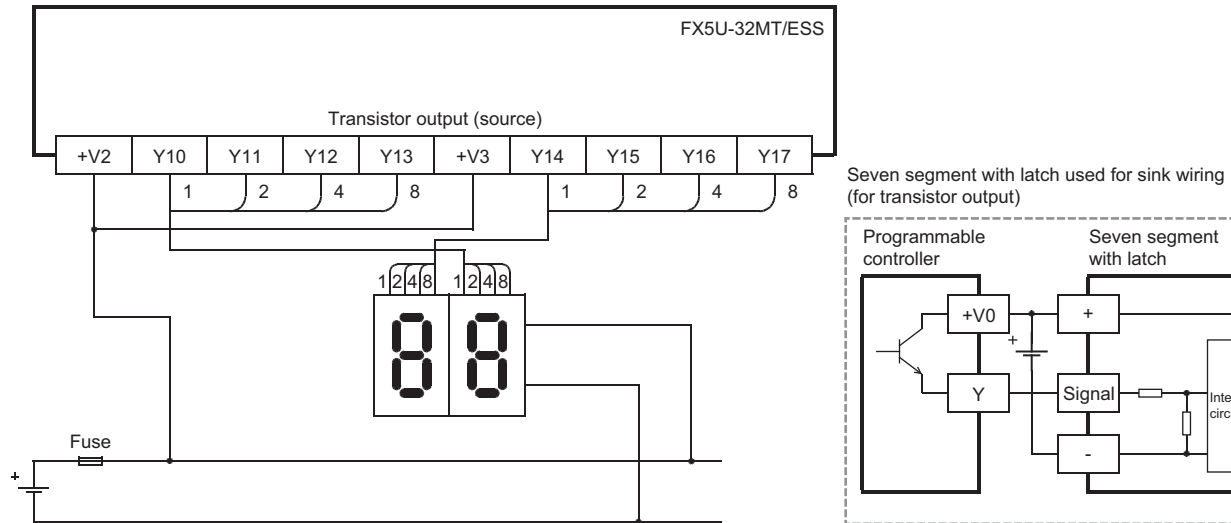 FX5U-32MT/ESS
Transistor output (source)
+V2 Y10 Y11 Y12 Y13 +V3 Y14 Y15 Y16 Y17
1 2 4 8 1 2 4 8
1 2 4 8 1 2 4 8
Fuse
+
Seven segment with latch used for sink wiring
(for transistor output)
Programmable
controller
Seven segment
with latch
+V0
+
+
Y
Signal
-